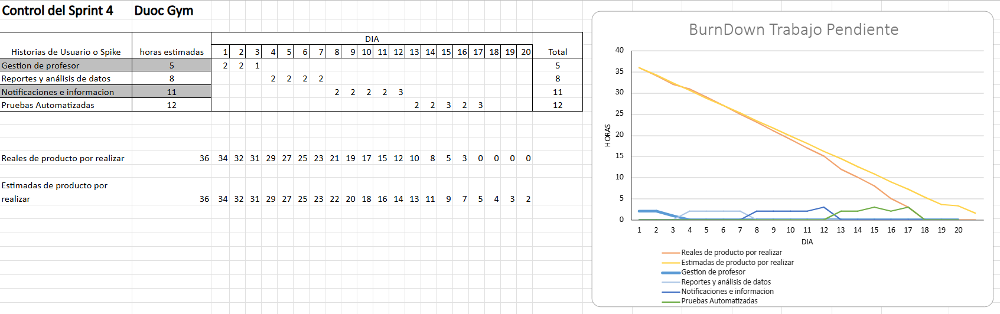 Control del Sprint 4 Duoc Gym
DIA
Historias de Usuario o Spike horas estimadas 1 2 3 4 5 6 7 8 9 10 11 12 13 14 15 16 17 18 19 20 Total
Gestion de profesor 5 2 2 1 5
Reportes y análisis de datos 8 2 2 2 2 8
Notificaciones e informacion 11 2 2 2 2 3 11
Pruebas Automatizadas 12 2 2 3 2 3 12
Reales de producto por realizar 36 34 32 31 29 27 25 23 21 19 17 15 12 10 8 5 3 0 0 0 0
Estimadas de producto por
realizar 36 34 32 31 29 27 25 23 22 20 18 16 14 13 11 9 7 5 4 3 2
BurnDown Trabajo Pendiente
40
35
30
25
20
15
10
5
0
HORAS
1 2 3 4 5 6 7 8 9 10 11 12 13 14 15 16 17 18 19 20
DIA
Reales de producto por realizar
Estimadas de producto por realizar
Gestion de profesor
Reportes y análisis de datos
Notificaciones e informacion
Pruebas Automatizadas